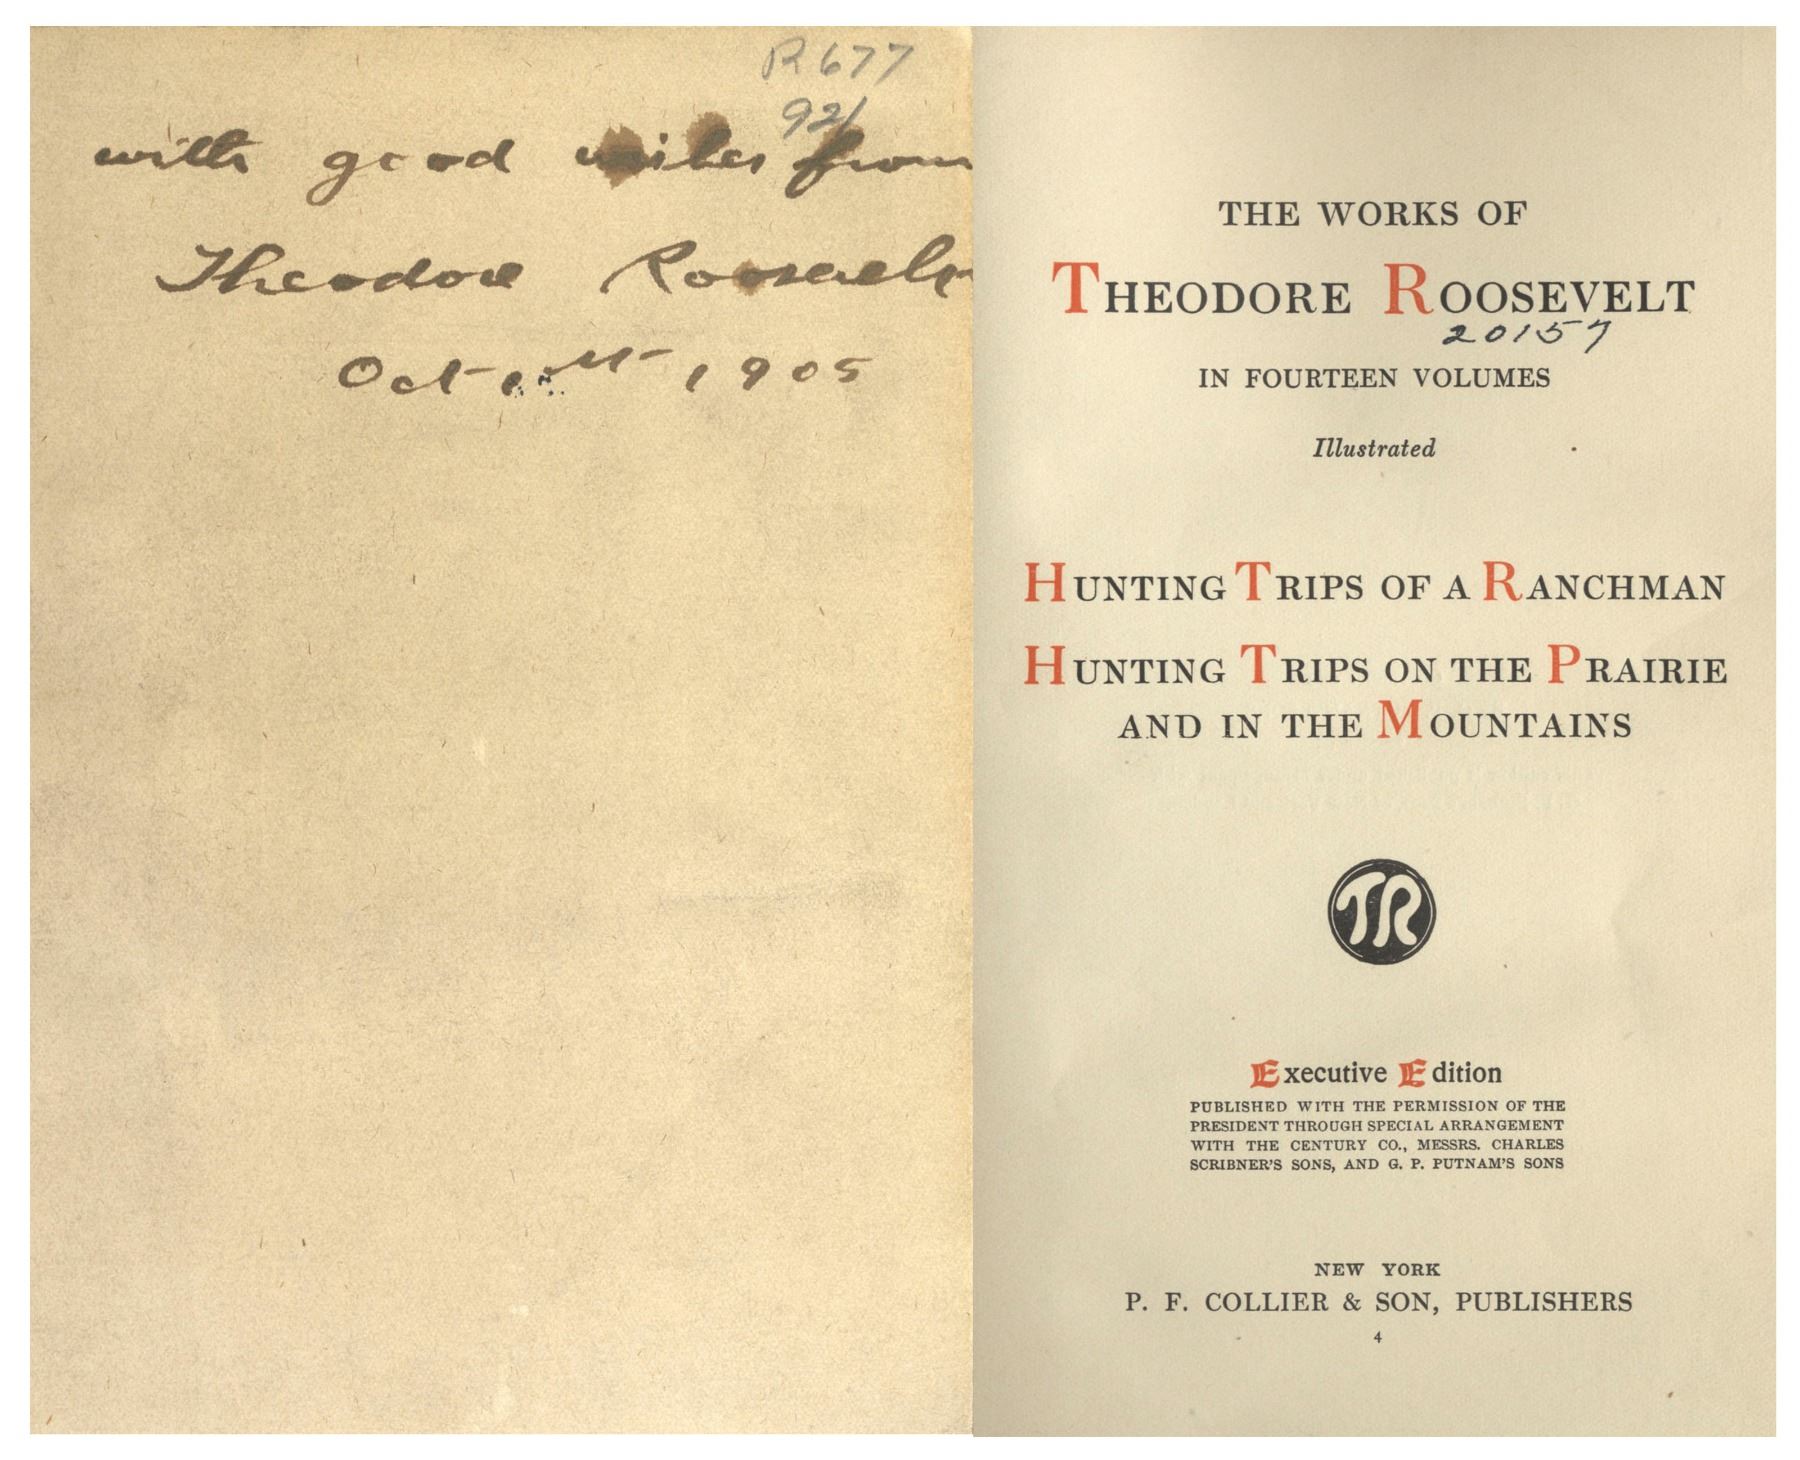 R677
921
with good wishes from
Theodore Roosevelt
Oct 1st 1905
THE WORKS OF
THEODORE ROOSEVELT
20157
IN FOURTEEN VOLUMES
Illustrated
HUNTING TRIPS OF A RANCHMAN
HUNTING TRIPS ON THE PRAIRIE
AND IN THE MOUNTAINS
TR
Executive Edition
PUBLISHED WITH THE PERMISSION OF THE
PRESIDENT THROUGH SPECIAL ARRANGEMENT
WITH THE CENTURY CO., MESSRS. CHARLES
SCRIBNER'S SONS, AND G. P. PUTNAM'S SONS
NEW YORK
P. F. COLLIER & SON, PUBLISHERS
4